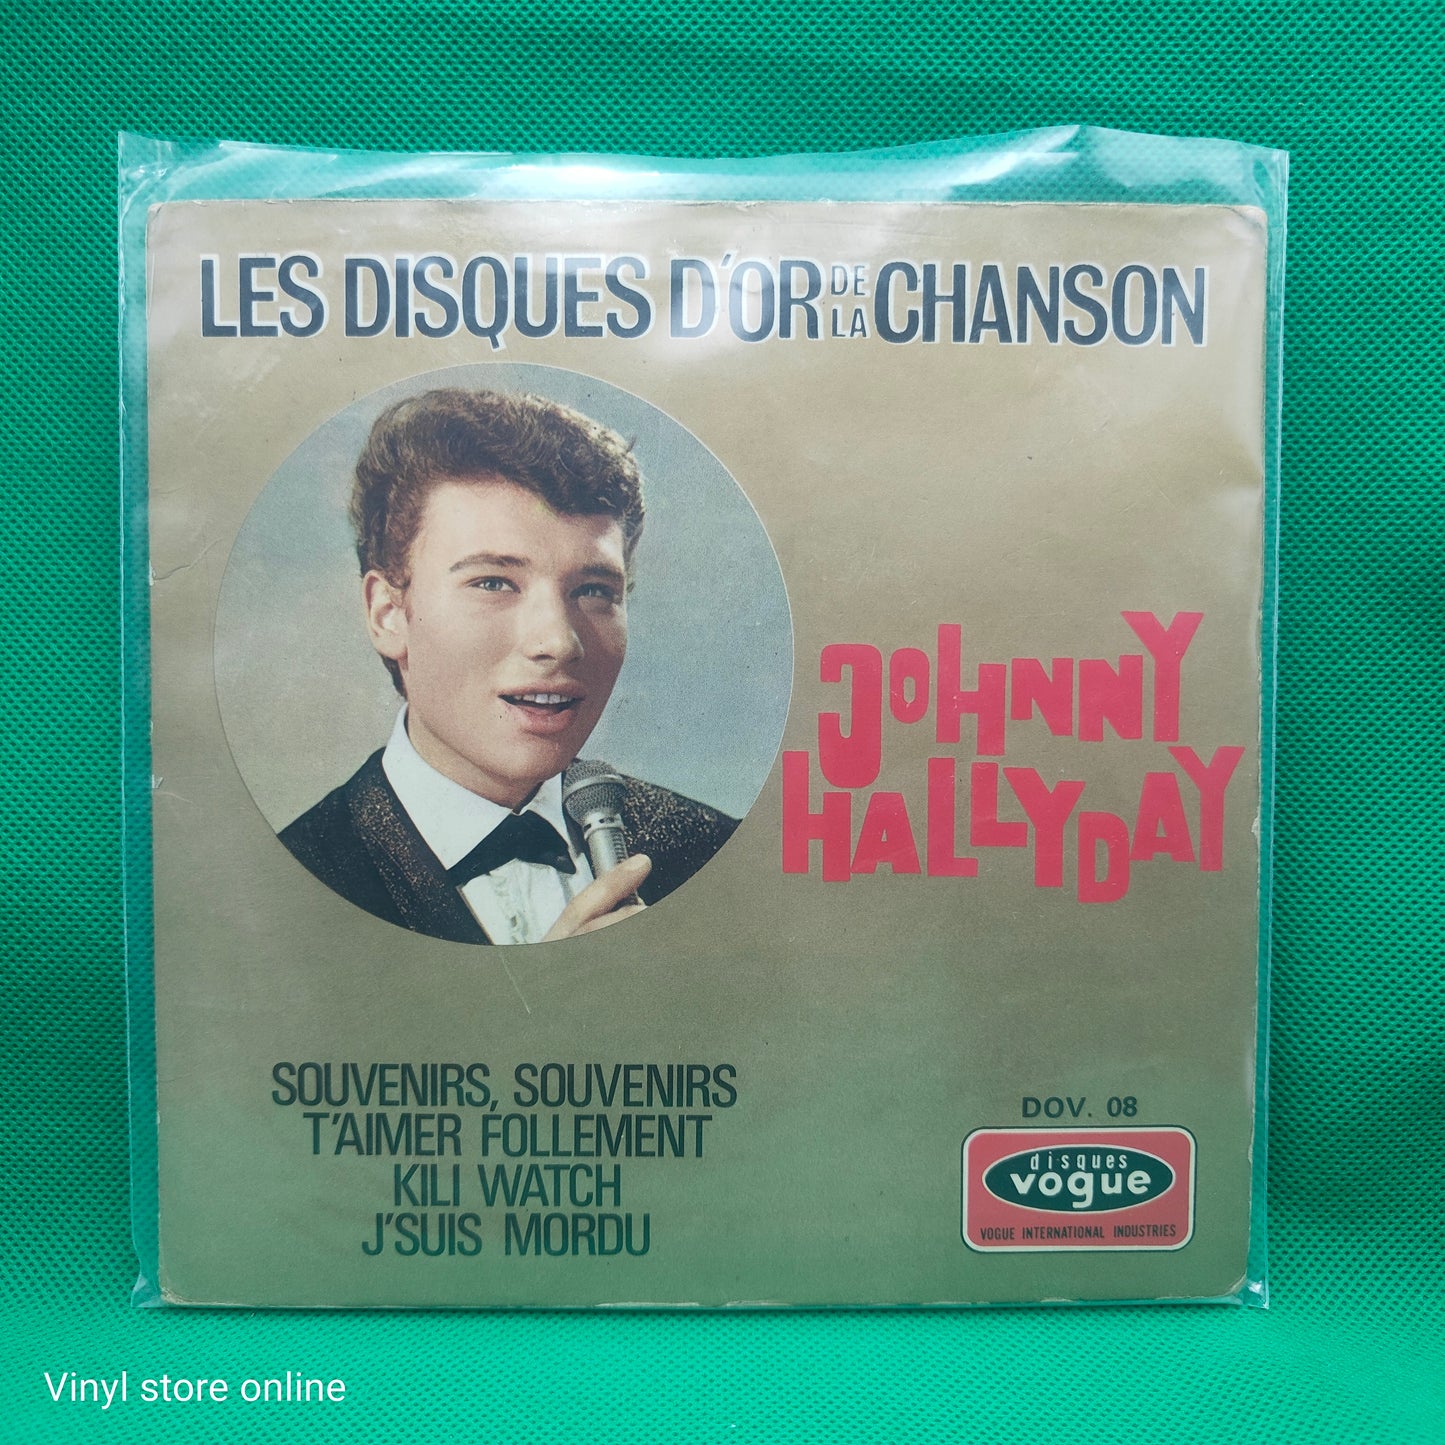 LES DISQUES D'OR DE LA CHANSON
JOHNNY
HALLYDAY
SOUVENIRS, SOUVENIRS
T'AIMER FOLLEMENT
KILI WATCH
J'SUIS MORDU
DOV. 08
disques
vogue
VOGUE INTERNATIONAL INDUSTRIES
Vinyl store online